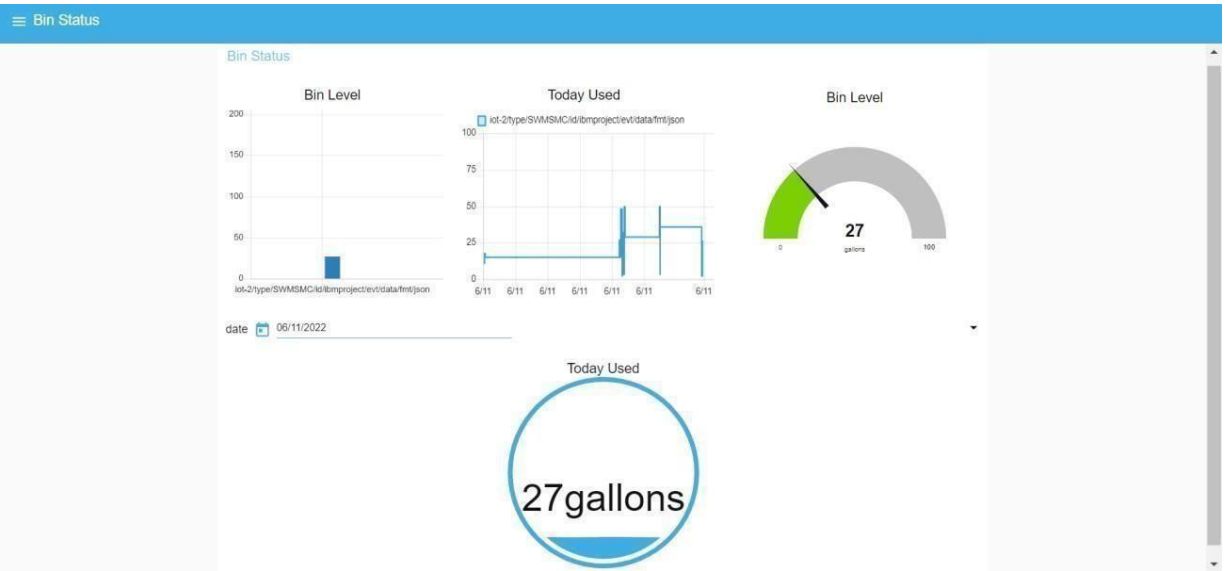 Bin Status
Bin Status
Bin Level
200
150
100
50
0
iot-2/type/SWMSMC/id/ibmproject/evt/data/fmt/json
Today Used
iot-2/type/SWMSMC/id/ibmproject/evt/data/fmt/json
100
75
50
25
0
6/11 6/11 6/11 6/11 6/11 6/11 6/11
Bin Level
27
gallons
0 100
date 06/11/2022
Today Used
27gallons